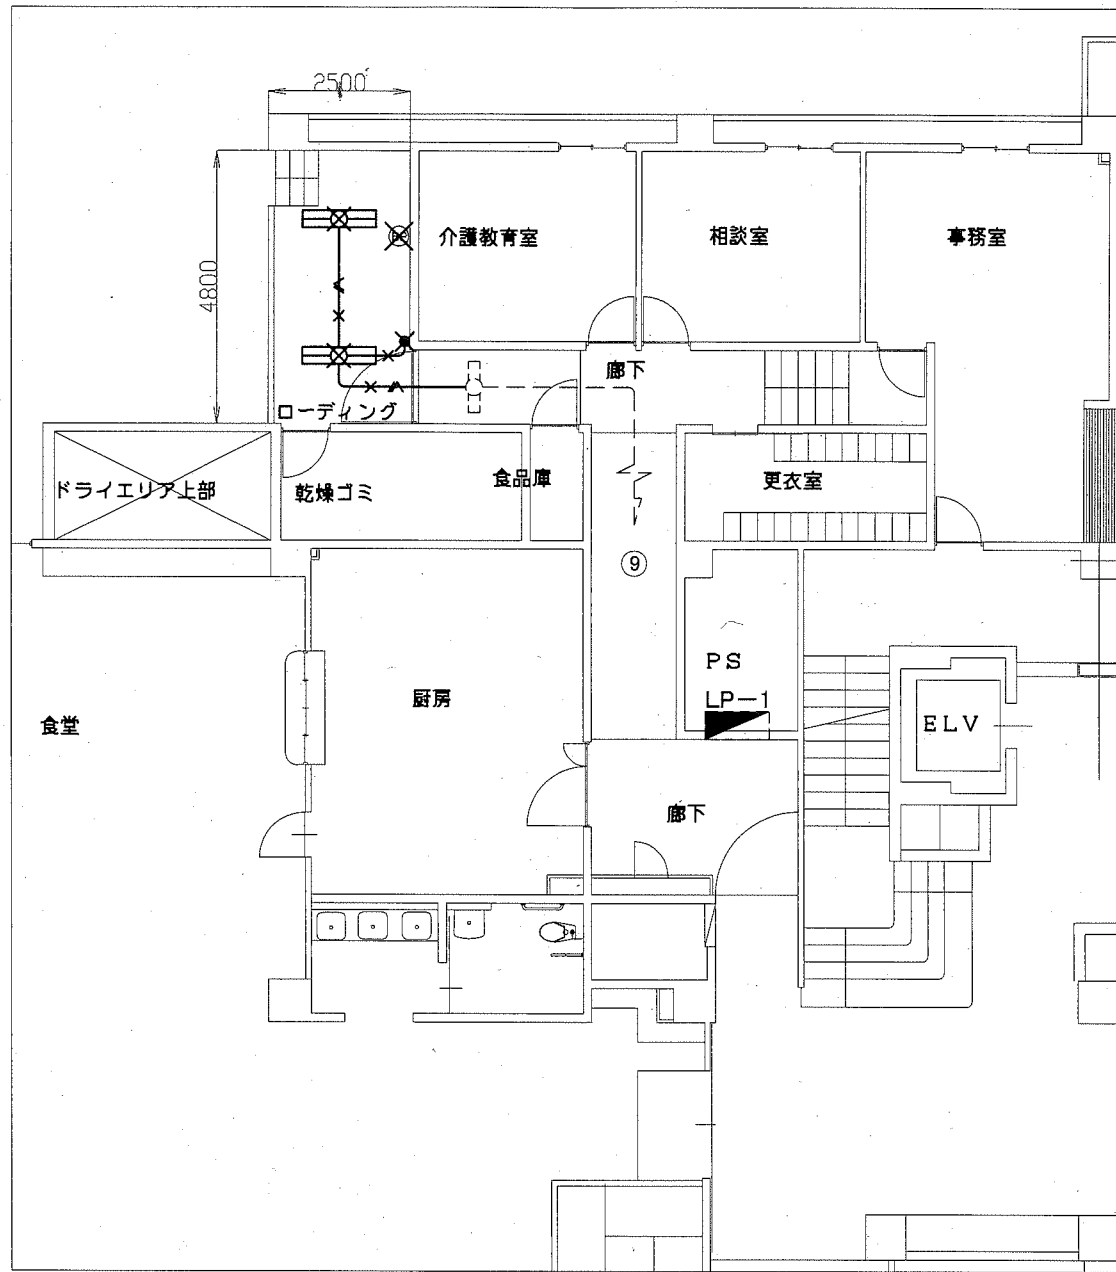 2500
4800
介護教育室
相談室
事務室
廊下
ローディング
ドライエリア上部
乾燥ゴミ
食品庫
更衣室
9
PS
LP-1
ELV
厨房
食堂
廊下